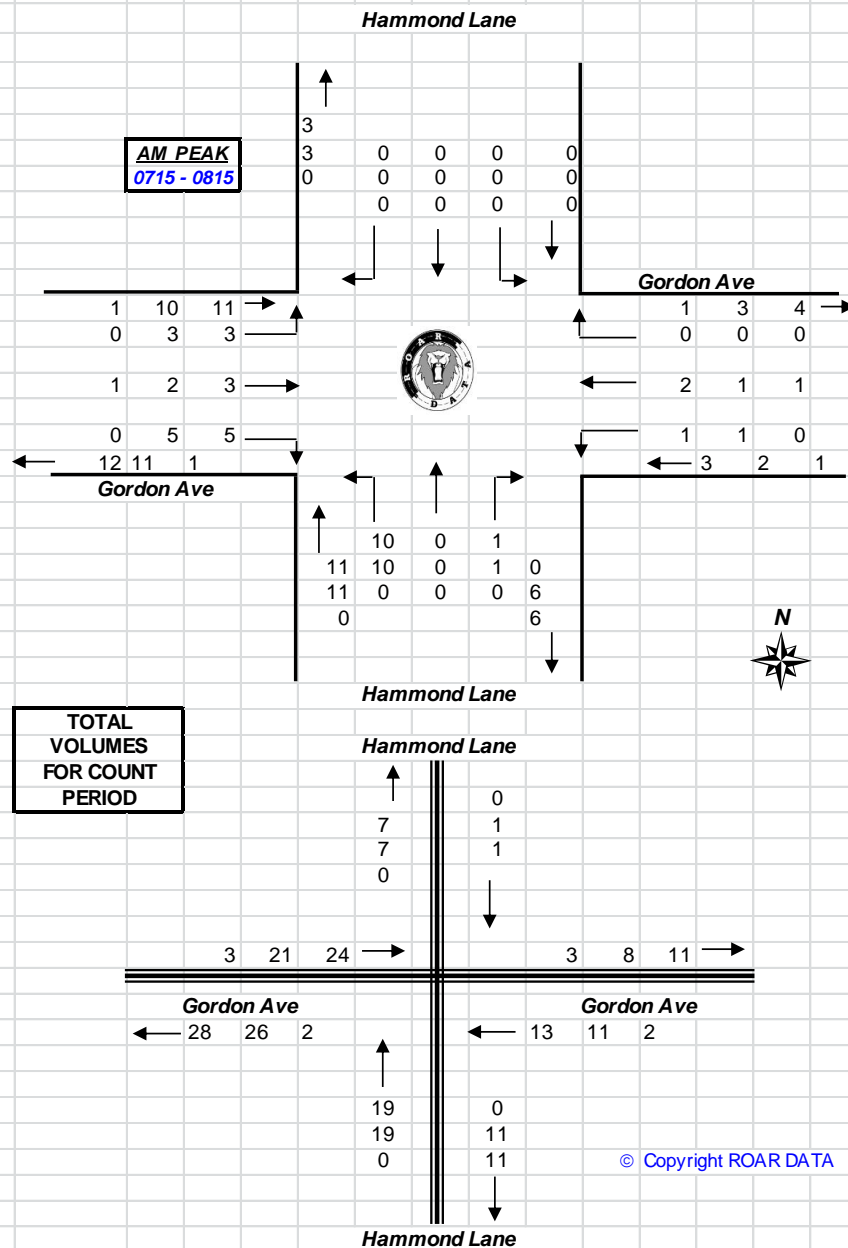 Hammond Lane
3
AM PEAK 3 0 0 0 0
0715 - 0815 0 0 0 0 0
0 0 0 0
Gordon Ave
1 10 11 1 3 4
0 3 3 0 0 0
ROAR DATA
1 2 3 2 1 1
0 5 5 1 1 0
12 11 1 3 2 1
Gordon Ave
10 0 1
11 10 0 1 0
11 0 0 0 6
0 6
N
Hammond Lane
TOTAL
VOLUMES
FOR COUNT
PERIOD
Hammond Lane
0
7 1
7 1
0
3 21 24 3 8 11
Gordon Ave Gordon Ave
28 26 2 13 11 2
19 0
19 11
0 11
© Copyright ROAR DATA
Hammond Lane